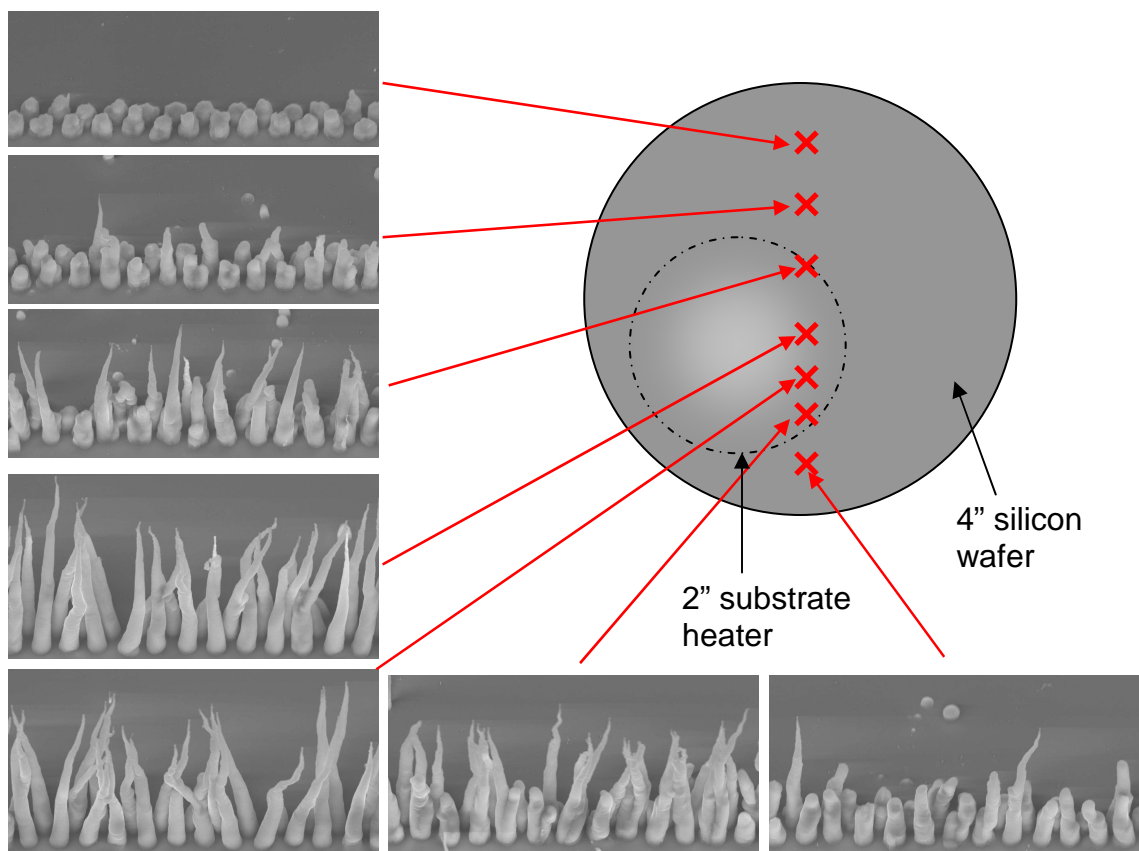 4” silicon
wafer
2” substrate
heater